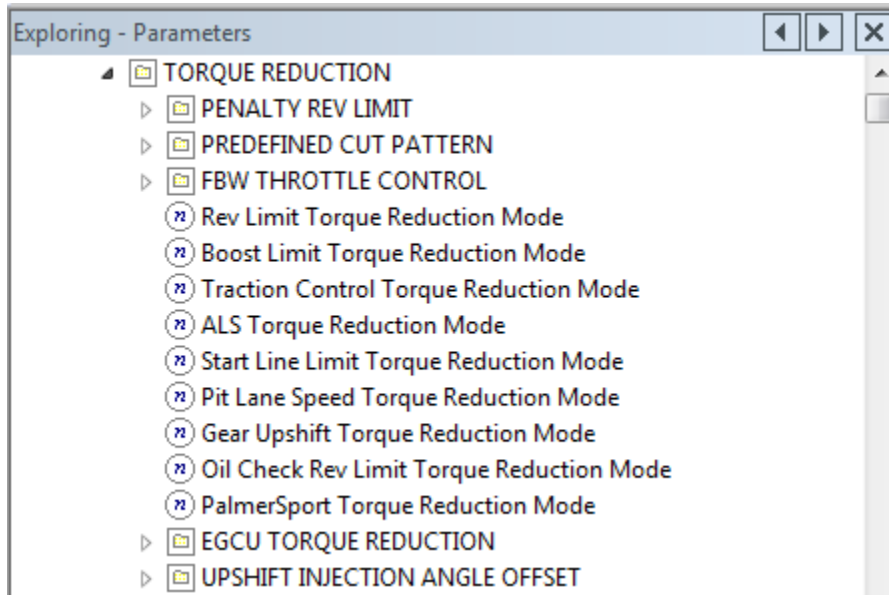 Exploring - Parameters
TORQUE REDUCTION
PENALTY REV LIMIT
PREDEFINED CUT PATTERN
FBW THROTTLE CONTROL
n Rev Limit Torque Reduction Mode
n Boost Limit Torque Reduction Mode
n Traction Control Torque Reduction Mode
n ALS Torque Reduction Mode
n Start Line Limit Torque Reduction Mode
n Pit Lane Speed Torque Reduction Mode
n Gear Upshift Torque Reduction Mode
n Oil Check Rev Limit Torque Reduction Mode
n PalmerSport Torque Reduction Mode
EGCU TORQUE REDUCTION
UPSHIFT INJECTION ANGLE OFFSET